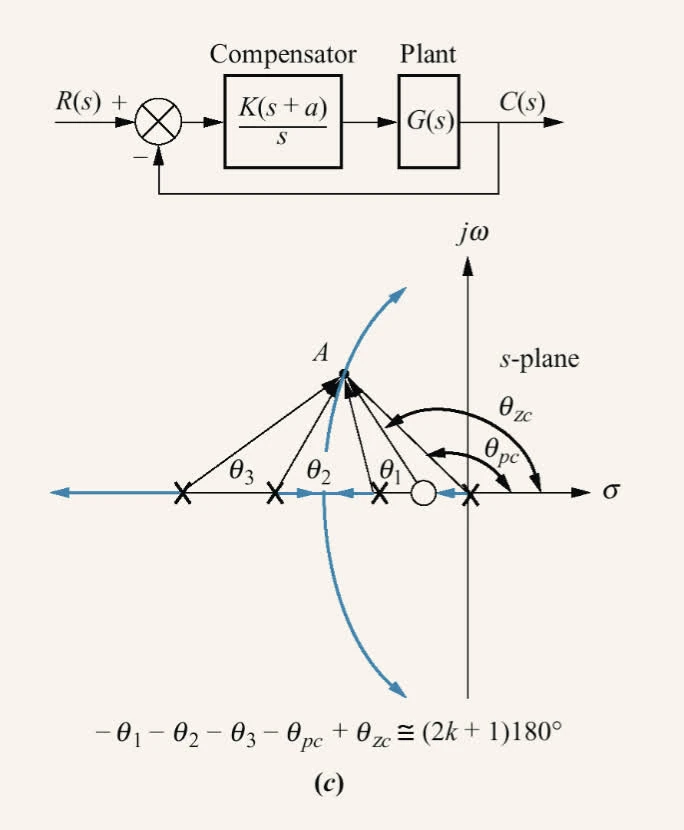 Compensator
Plant
R(s) +
K(s + a)
s
G(s)
C(s)
−
jω
A
s-plane
θzc
θpc
θ3
θ2
θ1
σ
−θ1 − θ2 − θ3 − θpc + θzc ≅ (2k + 1)180°
(c)